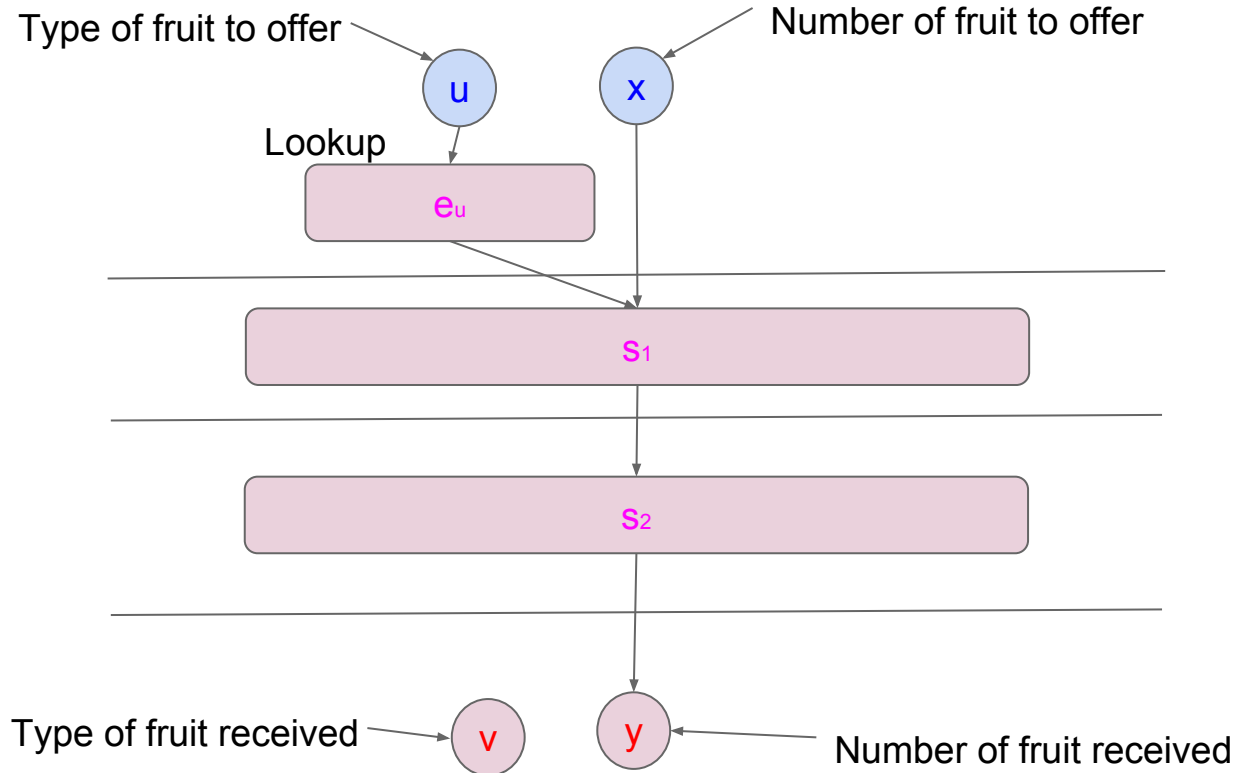 Type of fruit to offer
Number of fruit to offer
u
x
Lookup
eu
s1
s2
v
y
Type of fruit received
Number of fruit received